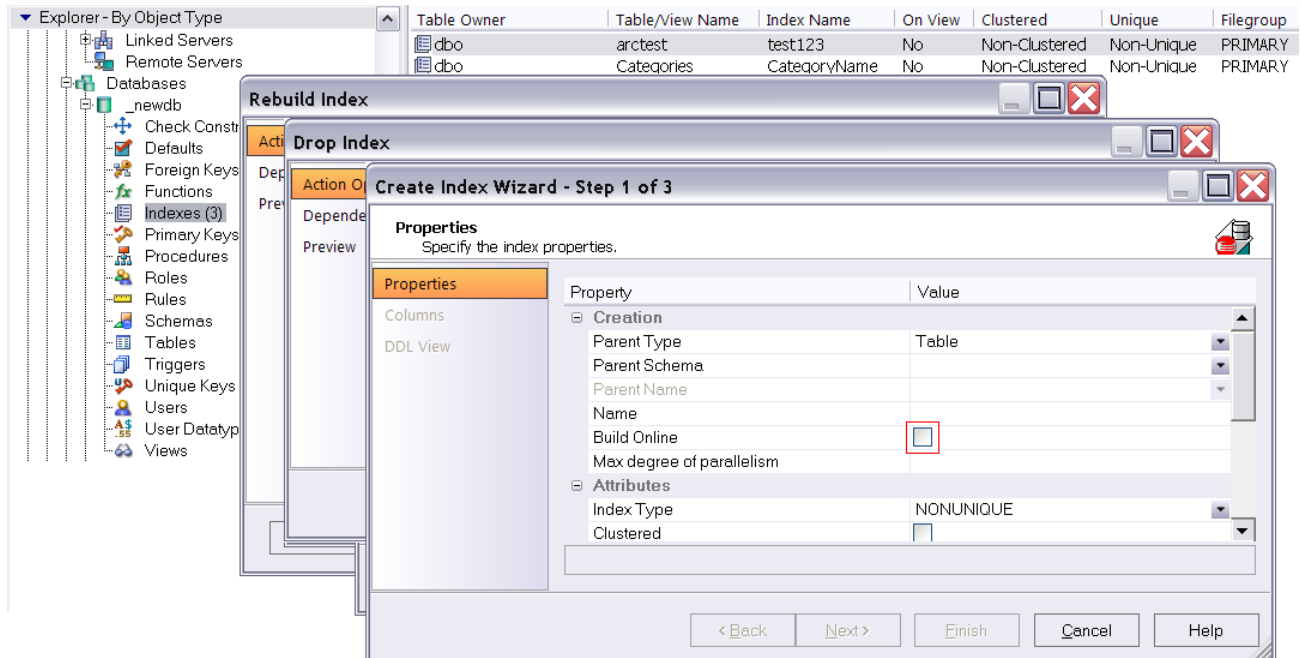 Explorer - By Object Type
Linked Servers
Remote Servers
Databases
_newdb
Check Constr
Defaults
Foreign Keys
Functions
Indexes (3)
Primary Keys
Procedures
Roles
Rules
Schemas
Tables
Triggers
Unique Keys
Users
User Datatyp
Views
Table Owner Table/View Name Index Name On View Clustered Unique Filegroup
dbo arctest test123 No Non-Clustered Non-Unique PRIMARY
dbo Categories CategoryName No Non-Clustered Non-Unique PRIMARY
Rebuild Index
Acti
Dep
Prev
Drop Index
Action Op
Depende
Preview
Create Index Wizard - Step 1 of 3
Properties
Specify the index properties.
Properties
Columns
DDL View
Property Value
Creation
Parent Type Table
Parent Schema
Parent Name
Name
Build Online
Max degree of parallelism
Attributes
Index Type NONUNIQUE
Clustered
< Back Next > Finish Cancel Help